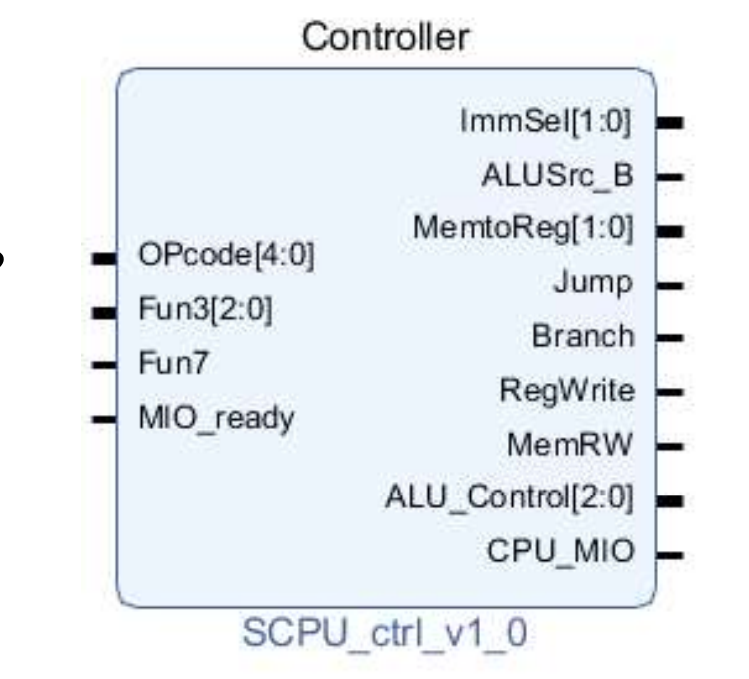 Controller
OPcode[4:0]
Fun3[2:0]
Fun7
MIO_ready
ImmSel[1:0]
ALUSrc_B
MemtoReg[1:0]
Jump
Branch
RegWrite
MemRW
ALU_Control[2:0]
CPU_MIO
SCPU_ctrl_v1_0